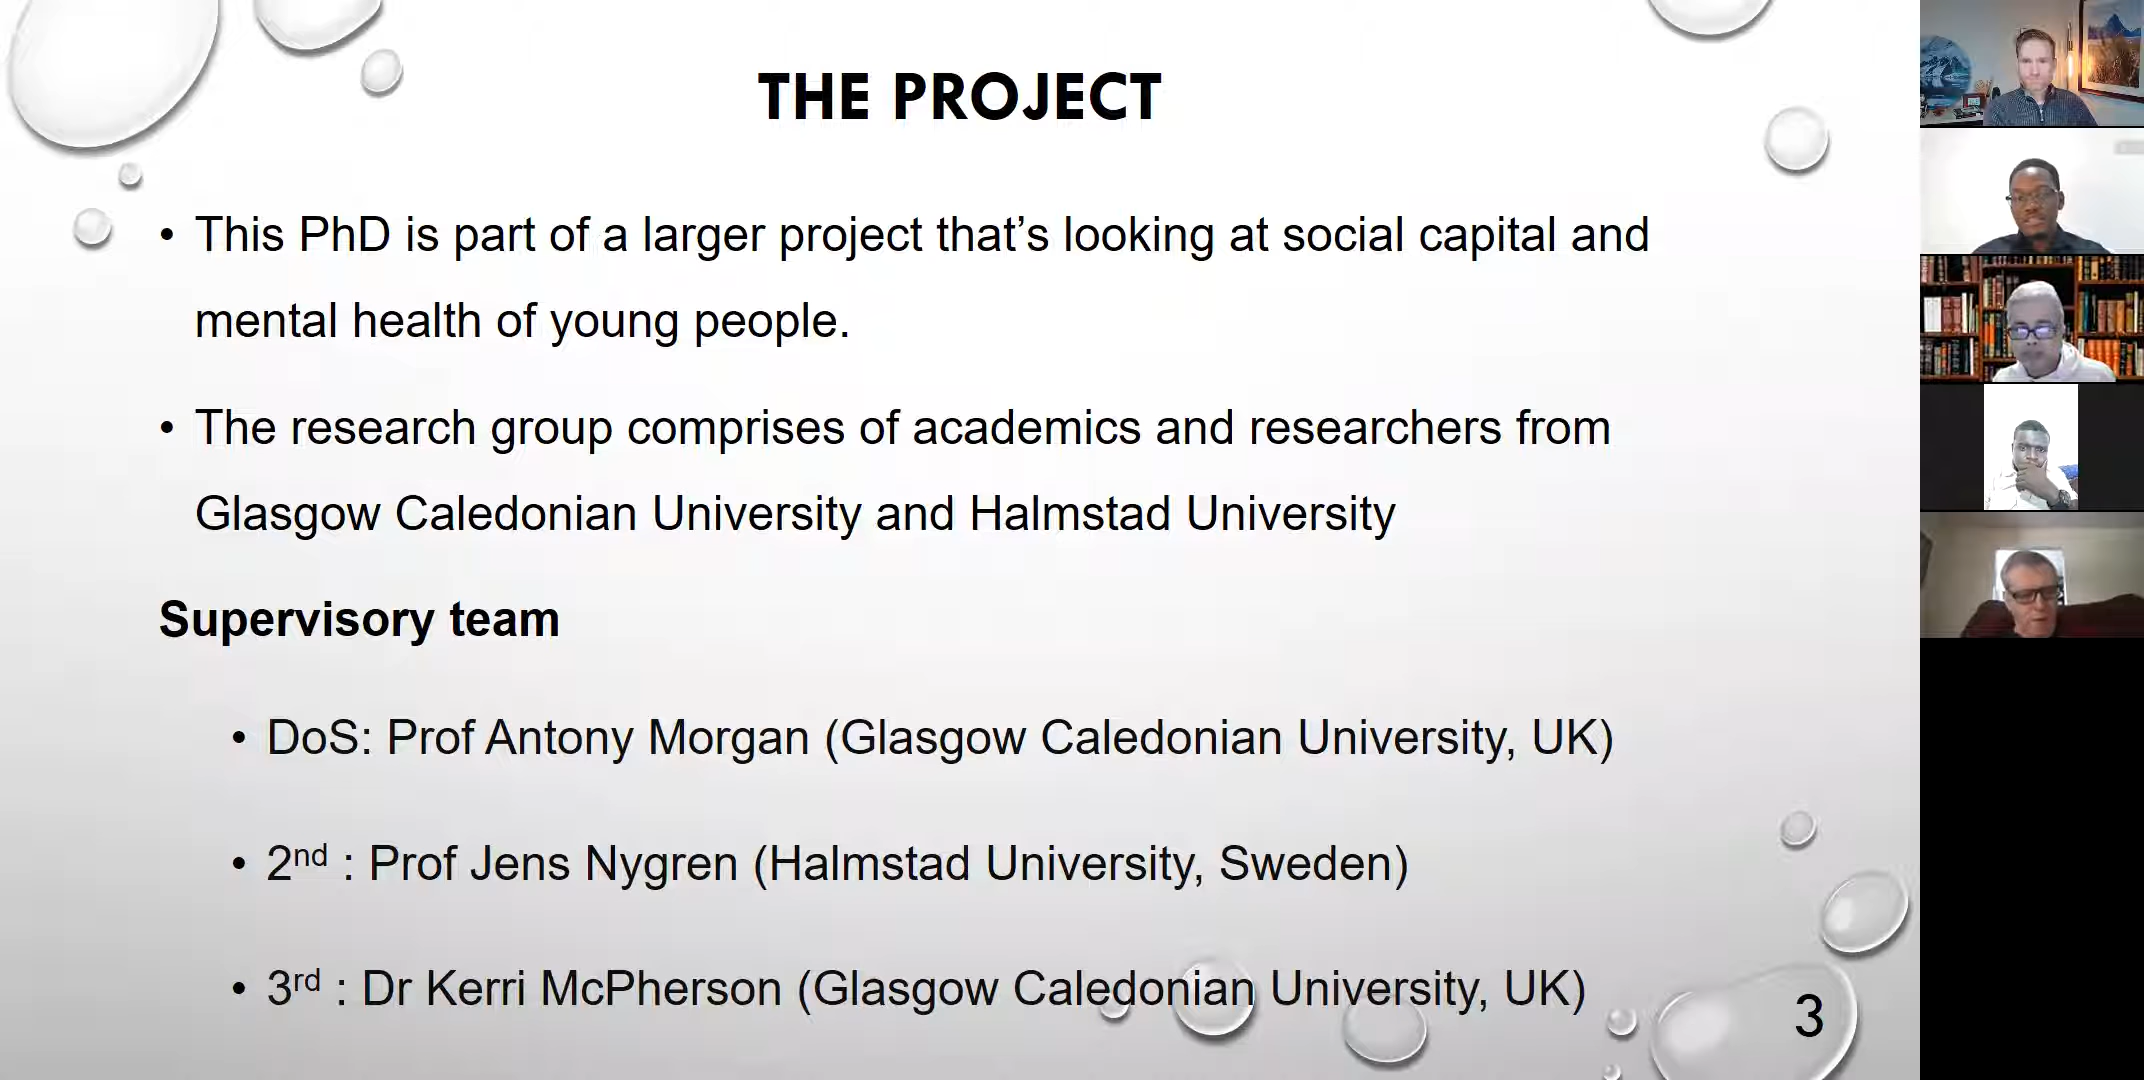 THE PROJECT
• This PhD is part of a larger project that’s looking at social capital and
mental health of young people.
• The research group comprises of academics and researchers from
Glasgow Caledonian University and Halmstad University
Supervisory team
• DoS: Prof Antony Morgan (Glasgow Caledonian University, UK)
• 2nd : Prof Jens Nygren (Halmstad University, Sweden)
• 3rd : Dr Kerri McPherson (Glasgow Caledonian University, UK)
3